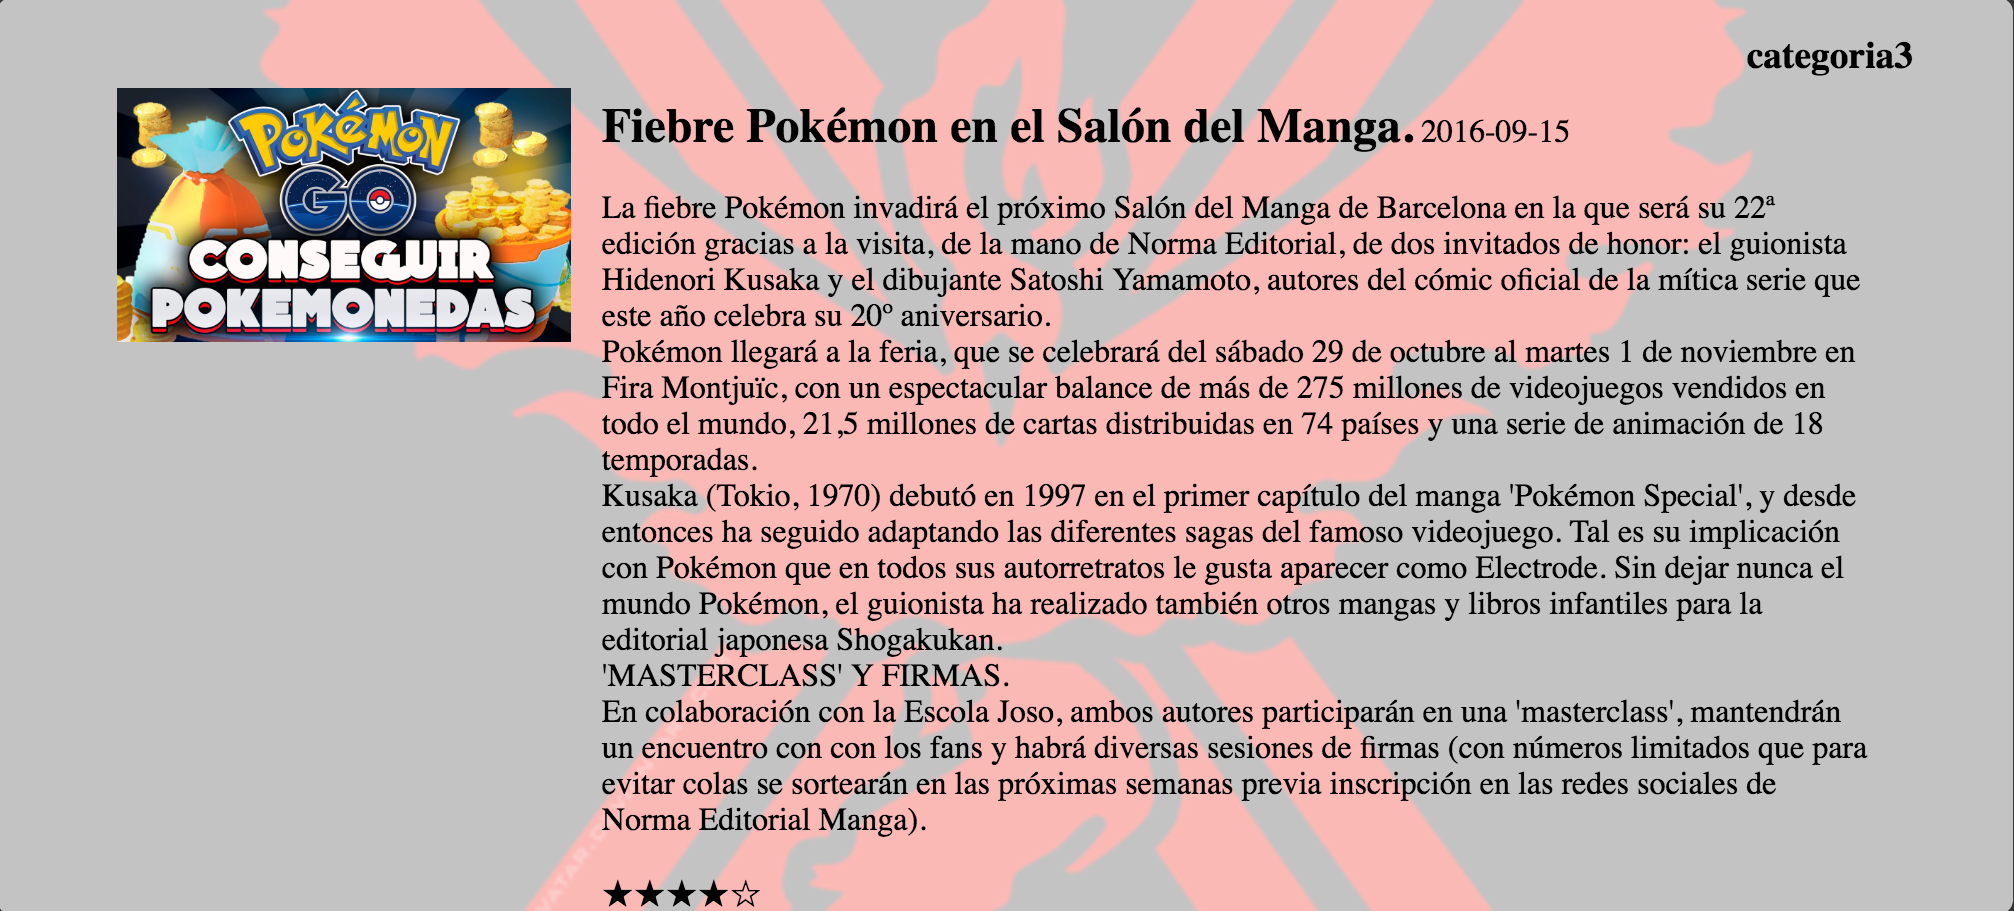 categoria3
POKéMON
GO
CONSEGUIR
POKEMONEDAS
Fiebre Pokémon en el Salón del Manga. 2016-09-15
La fiebre Pokémon invadirá el próximo Salón del Manga de Barcelona en la que será su 22ª
edición gracias a la visita, de la mano de Norma Editorial, de dos invitados de honor: el guionista
Hidenori Kusaka y el dibujante Satoshi Yamamoto, autores del cómic oficial de la mítica serie que
este año celebra su 20º aniversario.
Pokémon llegará a la feria, que se celebrará del sábado 29 de octubre al martes 1 de noviembre en
Fira Montjuïc, con un espectacular balance de más de 275 millones de videojuegos vendidos en
todo el mundo, 21,5 millones de cartas distribuidas en 74 países y una serie de animación de 18
temporadas.
Kusaka (Tokio, 1970) debutó en 1997 en el primer capítulo del manga 'Pokémon Special', y desde
entonces ha seguido adaptando las diferentes sagas del famoso videojuego. Tal es su implicación
con Pokémon que en todos sus autorretratos le gusta aparecer como Electrode. Sin dejar nunca el
mundo Pokémon, el guionista ha realizado también otros mangas y libros infantiles para la
editorial japonesa Shogakukan.
'MASTERCLASS' Y FIRMAS.
En colaboración con la Escola Joso, ambos autores participarán en una 'masterclass', mantendrán
un encuentro con con los fans y habrá diversas sesiones de firmas (con números limitados que para
evitar colas se sortearán en las próximas semanas previa inscripción en las redes sociales de
Norma Editorial Manga).
★★★★☆